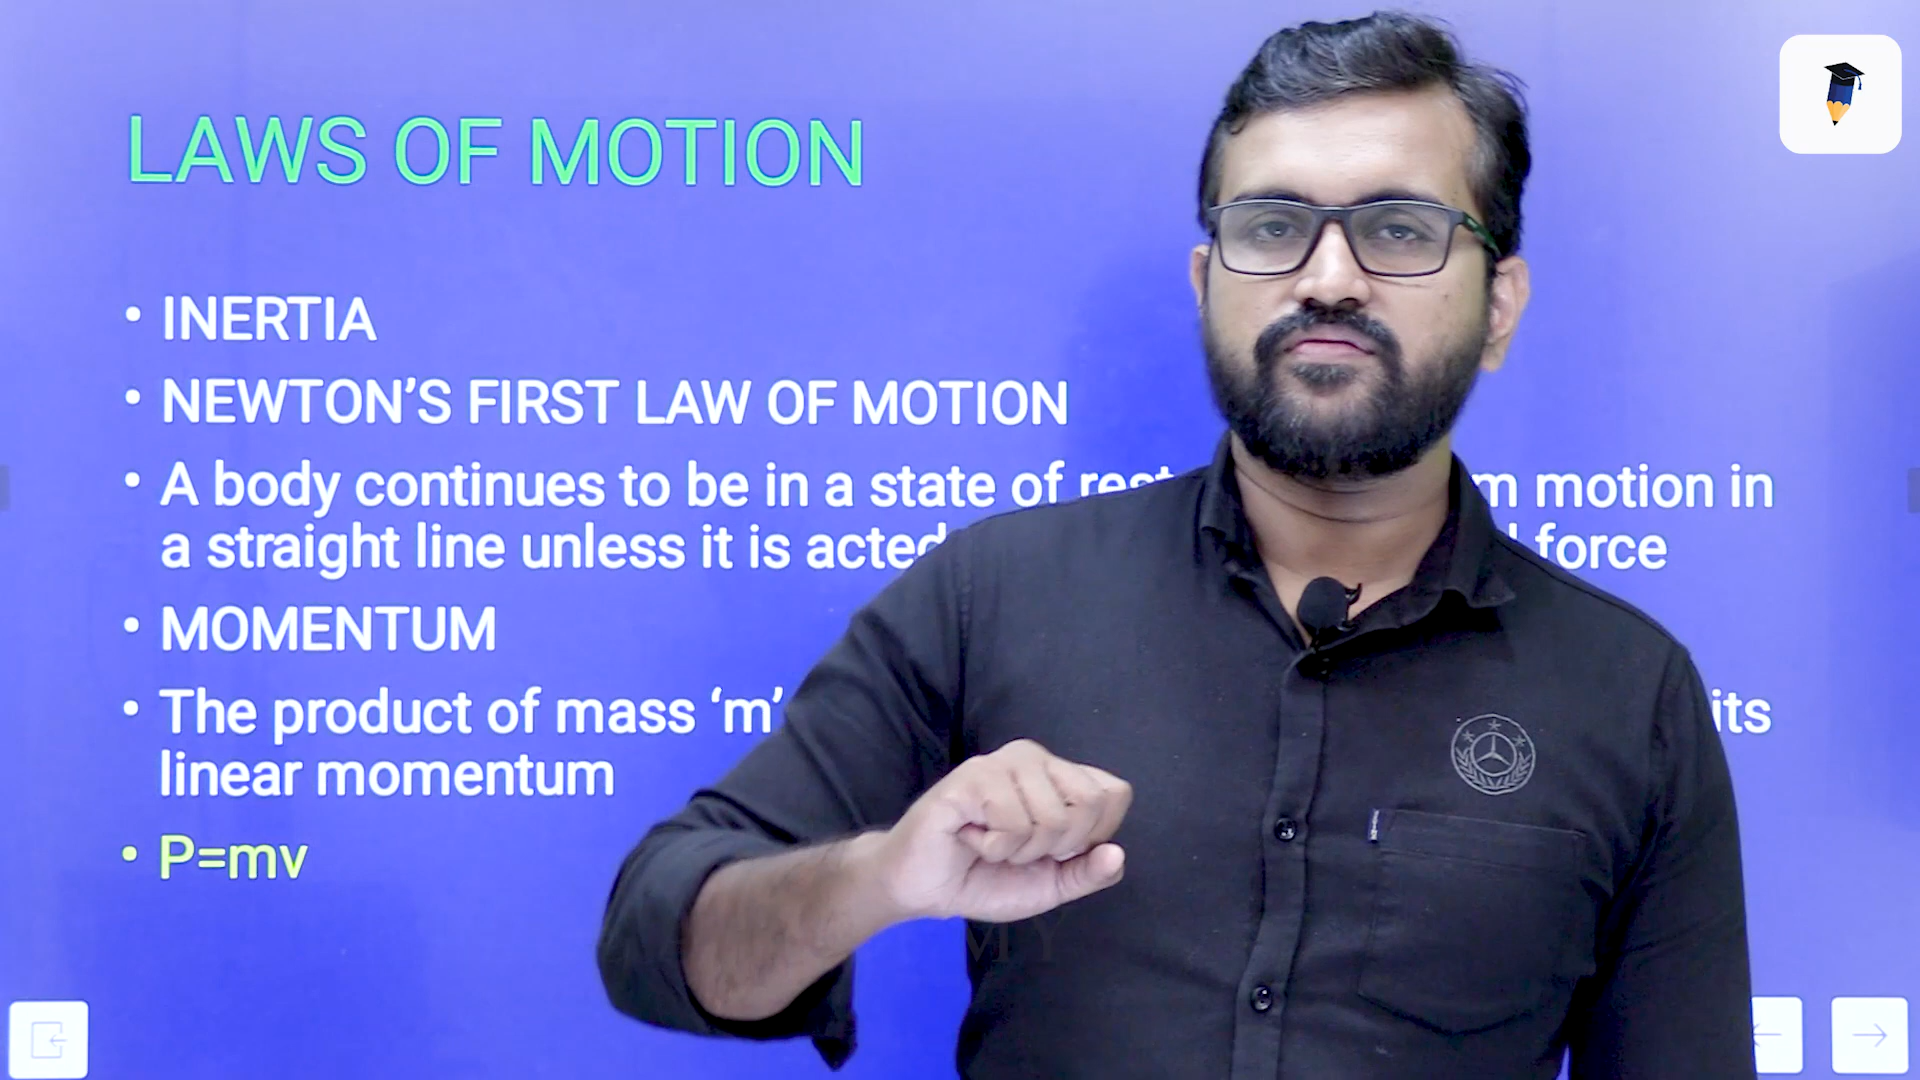 LAWS OF MOTION
• INERTIA
• NEWTON’S FIRST LAW OF MOTION
• A body continues to be in a state of rest motion in
a straight line unless it is acted force
• MOMENTUM
• The product of mass ‘m’ its
linear momentum
• P=mv